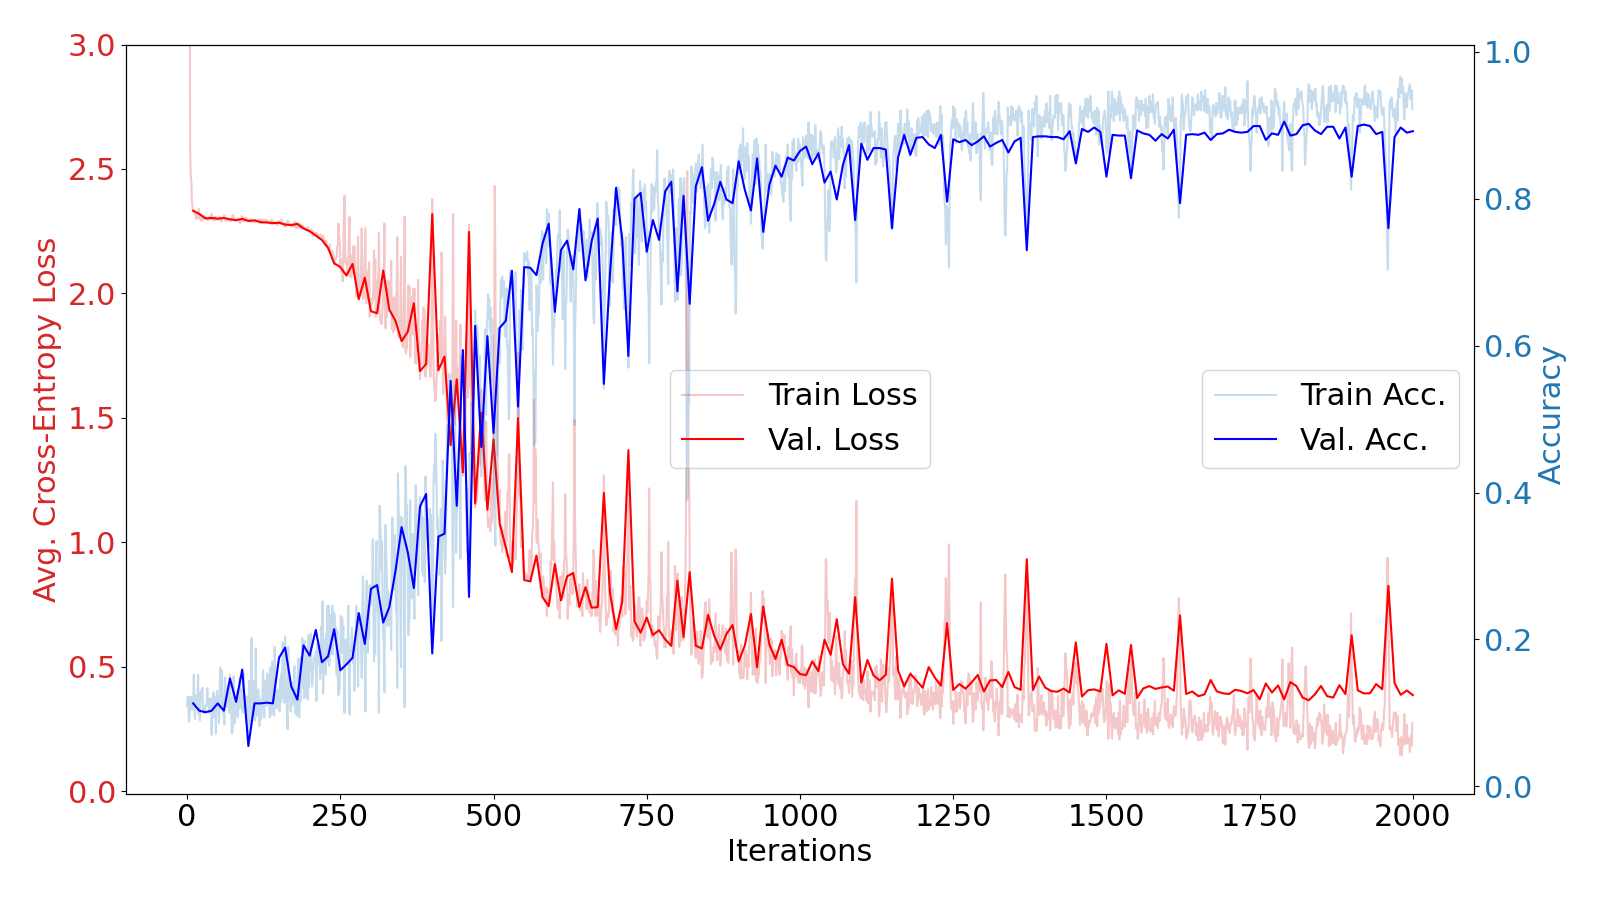 3.0
2.5
2.0
1.5
1.0
0.5
0.0
Avg. Cross-Entropy Loss
1.0
0.8
0.6
0.4
0.2
0.0
Accuracy
Train Loss
Val. Loss
Train Acc.
Val. Acc.
0 250 500 750 1000 1250 1500 1750 2000
Iterations